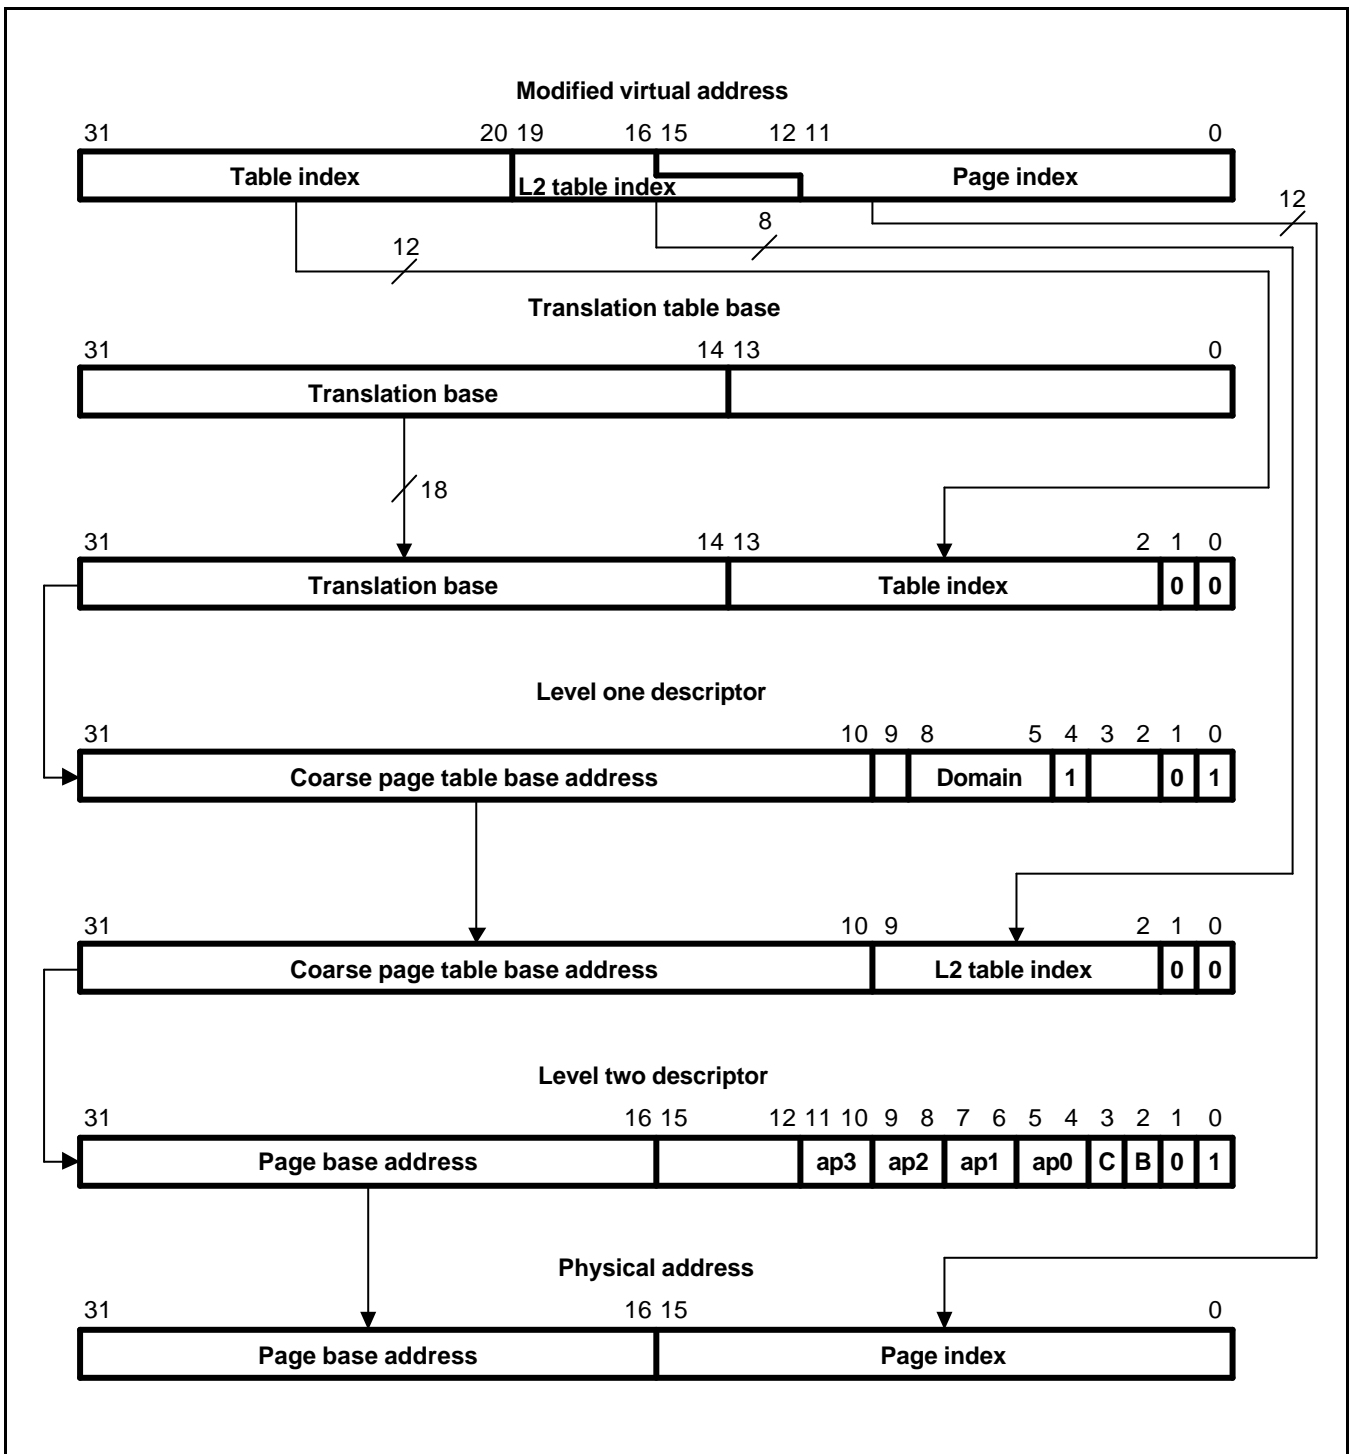 Modified virtual address
31 20 19 16 15 12 11 0
Table index L2 table index Page index
12
8
12
Translation table base
31 14 13 0
Translation base
18
31 14 13 2 1 0
Translation base Table index 0 0
Level one descriptor
31 10 9 8 5 4 3 2 1 0
Coarse page table base address Domain 1 0 1
31 10 9 2 1 0
Coarse page table base address L2 table index 0 0
Level two descriptor
31 16 15 12 11 10 9 8 7 6 5 4 3 2 1 0
Page base address ap3 ap2 ap1 ap0 C B 0 1
Physical address
31 16 15 0
Page base address Page index